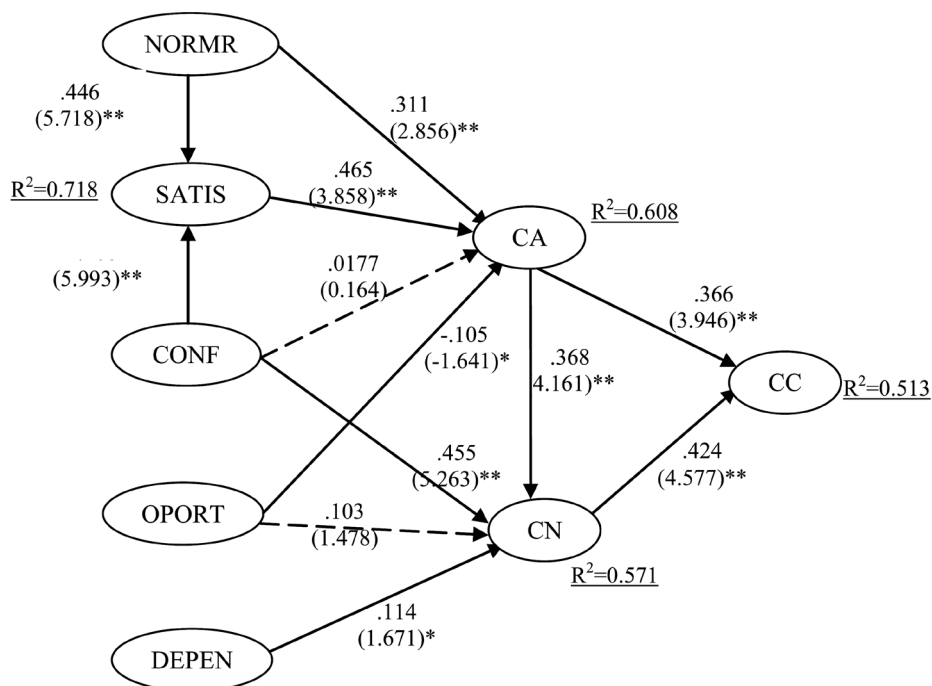 NORMR
.446
(5.718)**
.311
(2.856)**
R²=0.718
SATIS
.465
(3.858)**
R²=0.608
CA
(5.993)**
.0177
(0.164)
.366
(3.946)**
CONF
-.105
(-1.641)*
.368
4.161)**
CC
R²=0.513
.455
(5.263)**
.424
(4.577)**
OPORT
.103
(1.478)
CN
R²=0.571
.114
(1.671)*
DEPEN